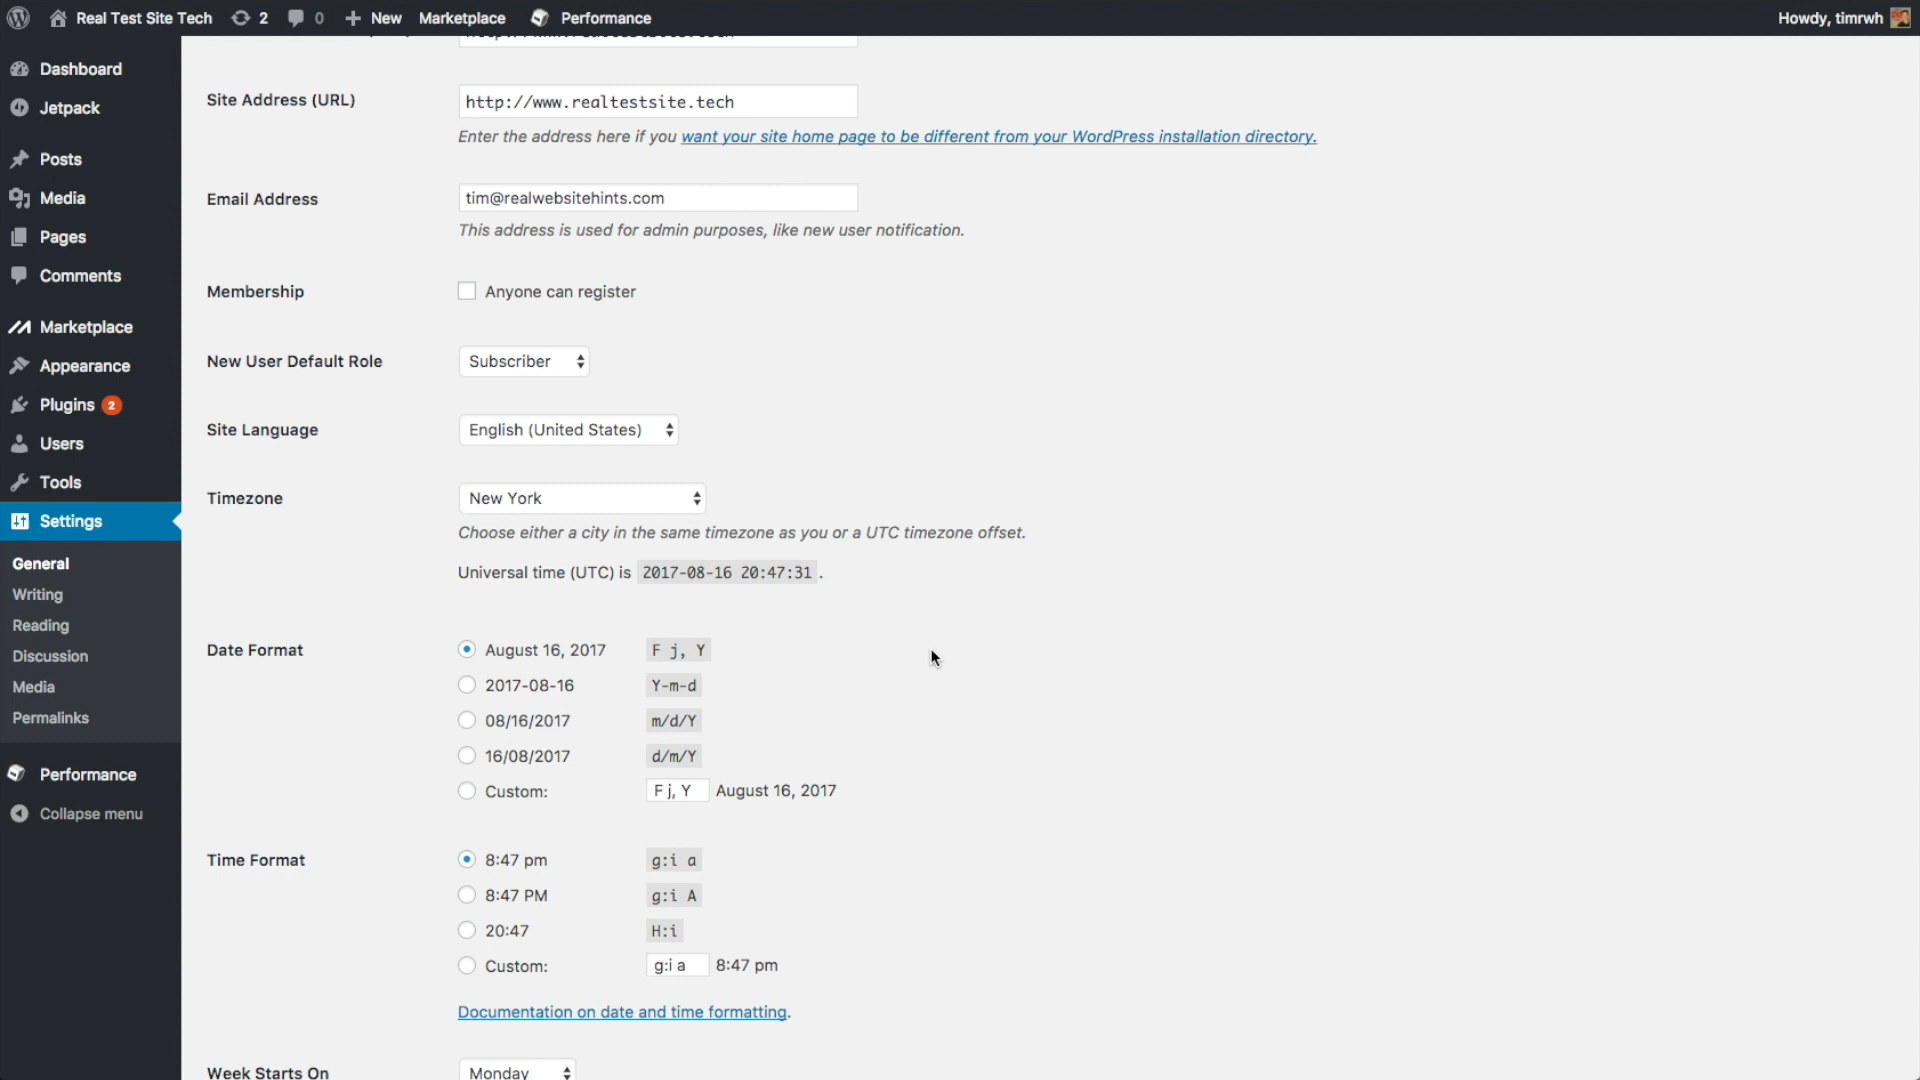 Real Test Site Tech 2 0 New Marketplace Performance Howdy, timrwh
Dashboard
Jetpack
Posts
Media
Pages
Comments
Marketplace
Appearance
Plugins 2
Users
Tools
Settings
General
Writing
Reading
Discussion
Media
Permalinks
Performance
Collapse menu
Site Address (URL) http://www.realtestsite.tech
Enter the address here if you want your site home page to be different from your WordPress installation directory.
Email Address tim@realwebsitehints.com
This address is used for admin purposes, like new user notification.
Membership Anyone can register
New User Default Role Subscriber
Site Language English (United States)
Timezone New York
Choose either a city in the same timezone as you or a UTC timezone offset.
Universal time (UTC) is 2017-08-16 20:47:31 .
Date Format August 16, 2017 F j, Y
2017-08-16 Y-m-d
08/16/2017 m/d/Y
16/08/2017 d/m/Y
Custom: F j, Y August 16, 2017
Time Format 8:47 pm g:i a
8:47 PM g:i A
20:47 H:i
Custom: g:i a 8:47 pm
Documentation on date and time formatting.
Week Starts On Monday